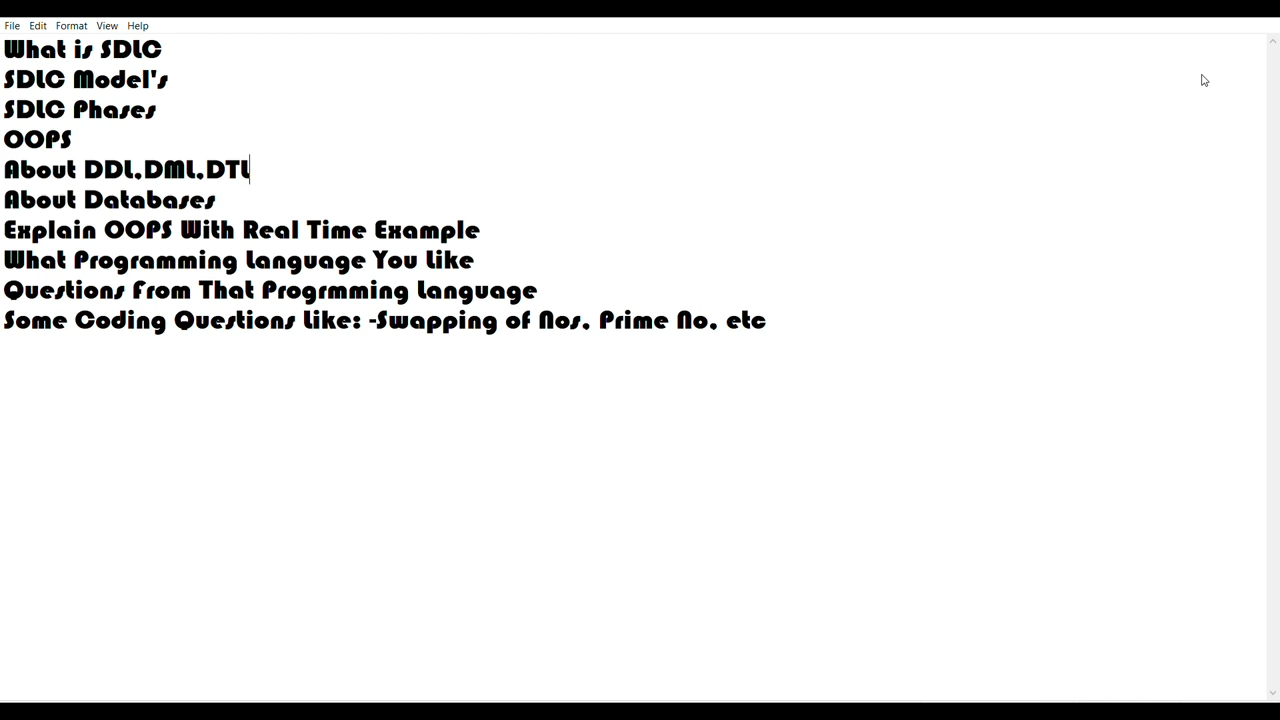 File Edit Format View Help
What is SDLC
SDLC Model's
SDLC Phases
OOPS
About DDL,DML,DTL
About Databases
Explain OOPS With Real Time Example
What Programming Language You Like
Questions From That Progrmming Language
Some Coding Questions Like: -Swapping of Nos, Prime No, etc